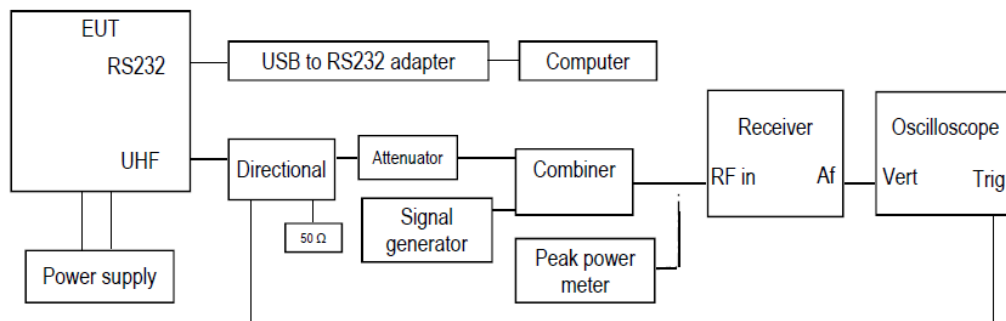 EUT
RS232
USB to RS232 adapter
Computer
UHF
Directional
Attenuator
Combiner
Receiver
RF in
Af
Oscilloscope
Vert
Trig
50 Ω
Signal
generator
Peak power
meter
Power supply